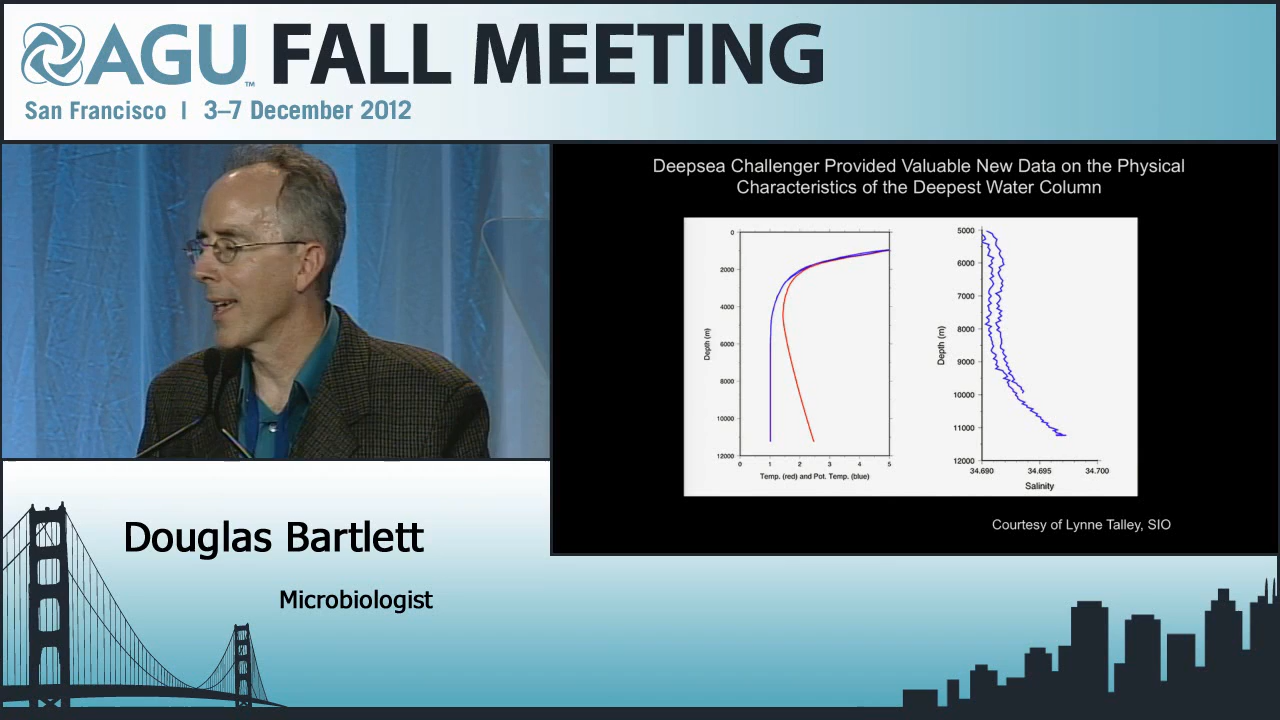 AGU™ FALL MEETING
San Francisco | 3–7 December 2012
Deepsea Challenger Provided Valuable New Data on the Physical
Characteristics of the Deepest Water Column
0
2000
4000
6000
8000
10000
12000
Depth (m)
0 1 2 3 4 5
Temp. (red) and Pot. Temp. (blue)
5000
6000
7000
8000
9000
10000
11000
12000
Depth (m)
34.690 34.695 34.700
Salinity
Courtesy of Lynne Talley, SIO
Douglas Bartlett
Microbiologist